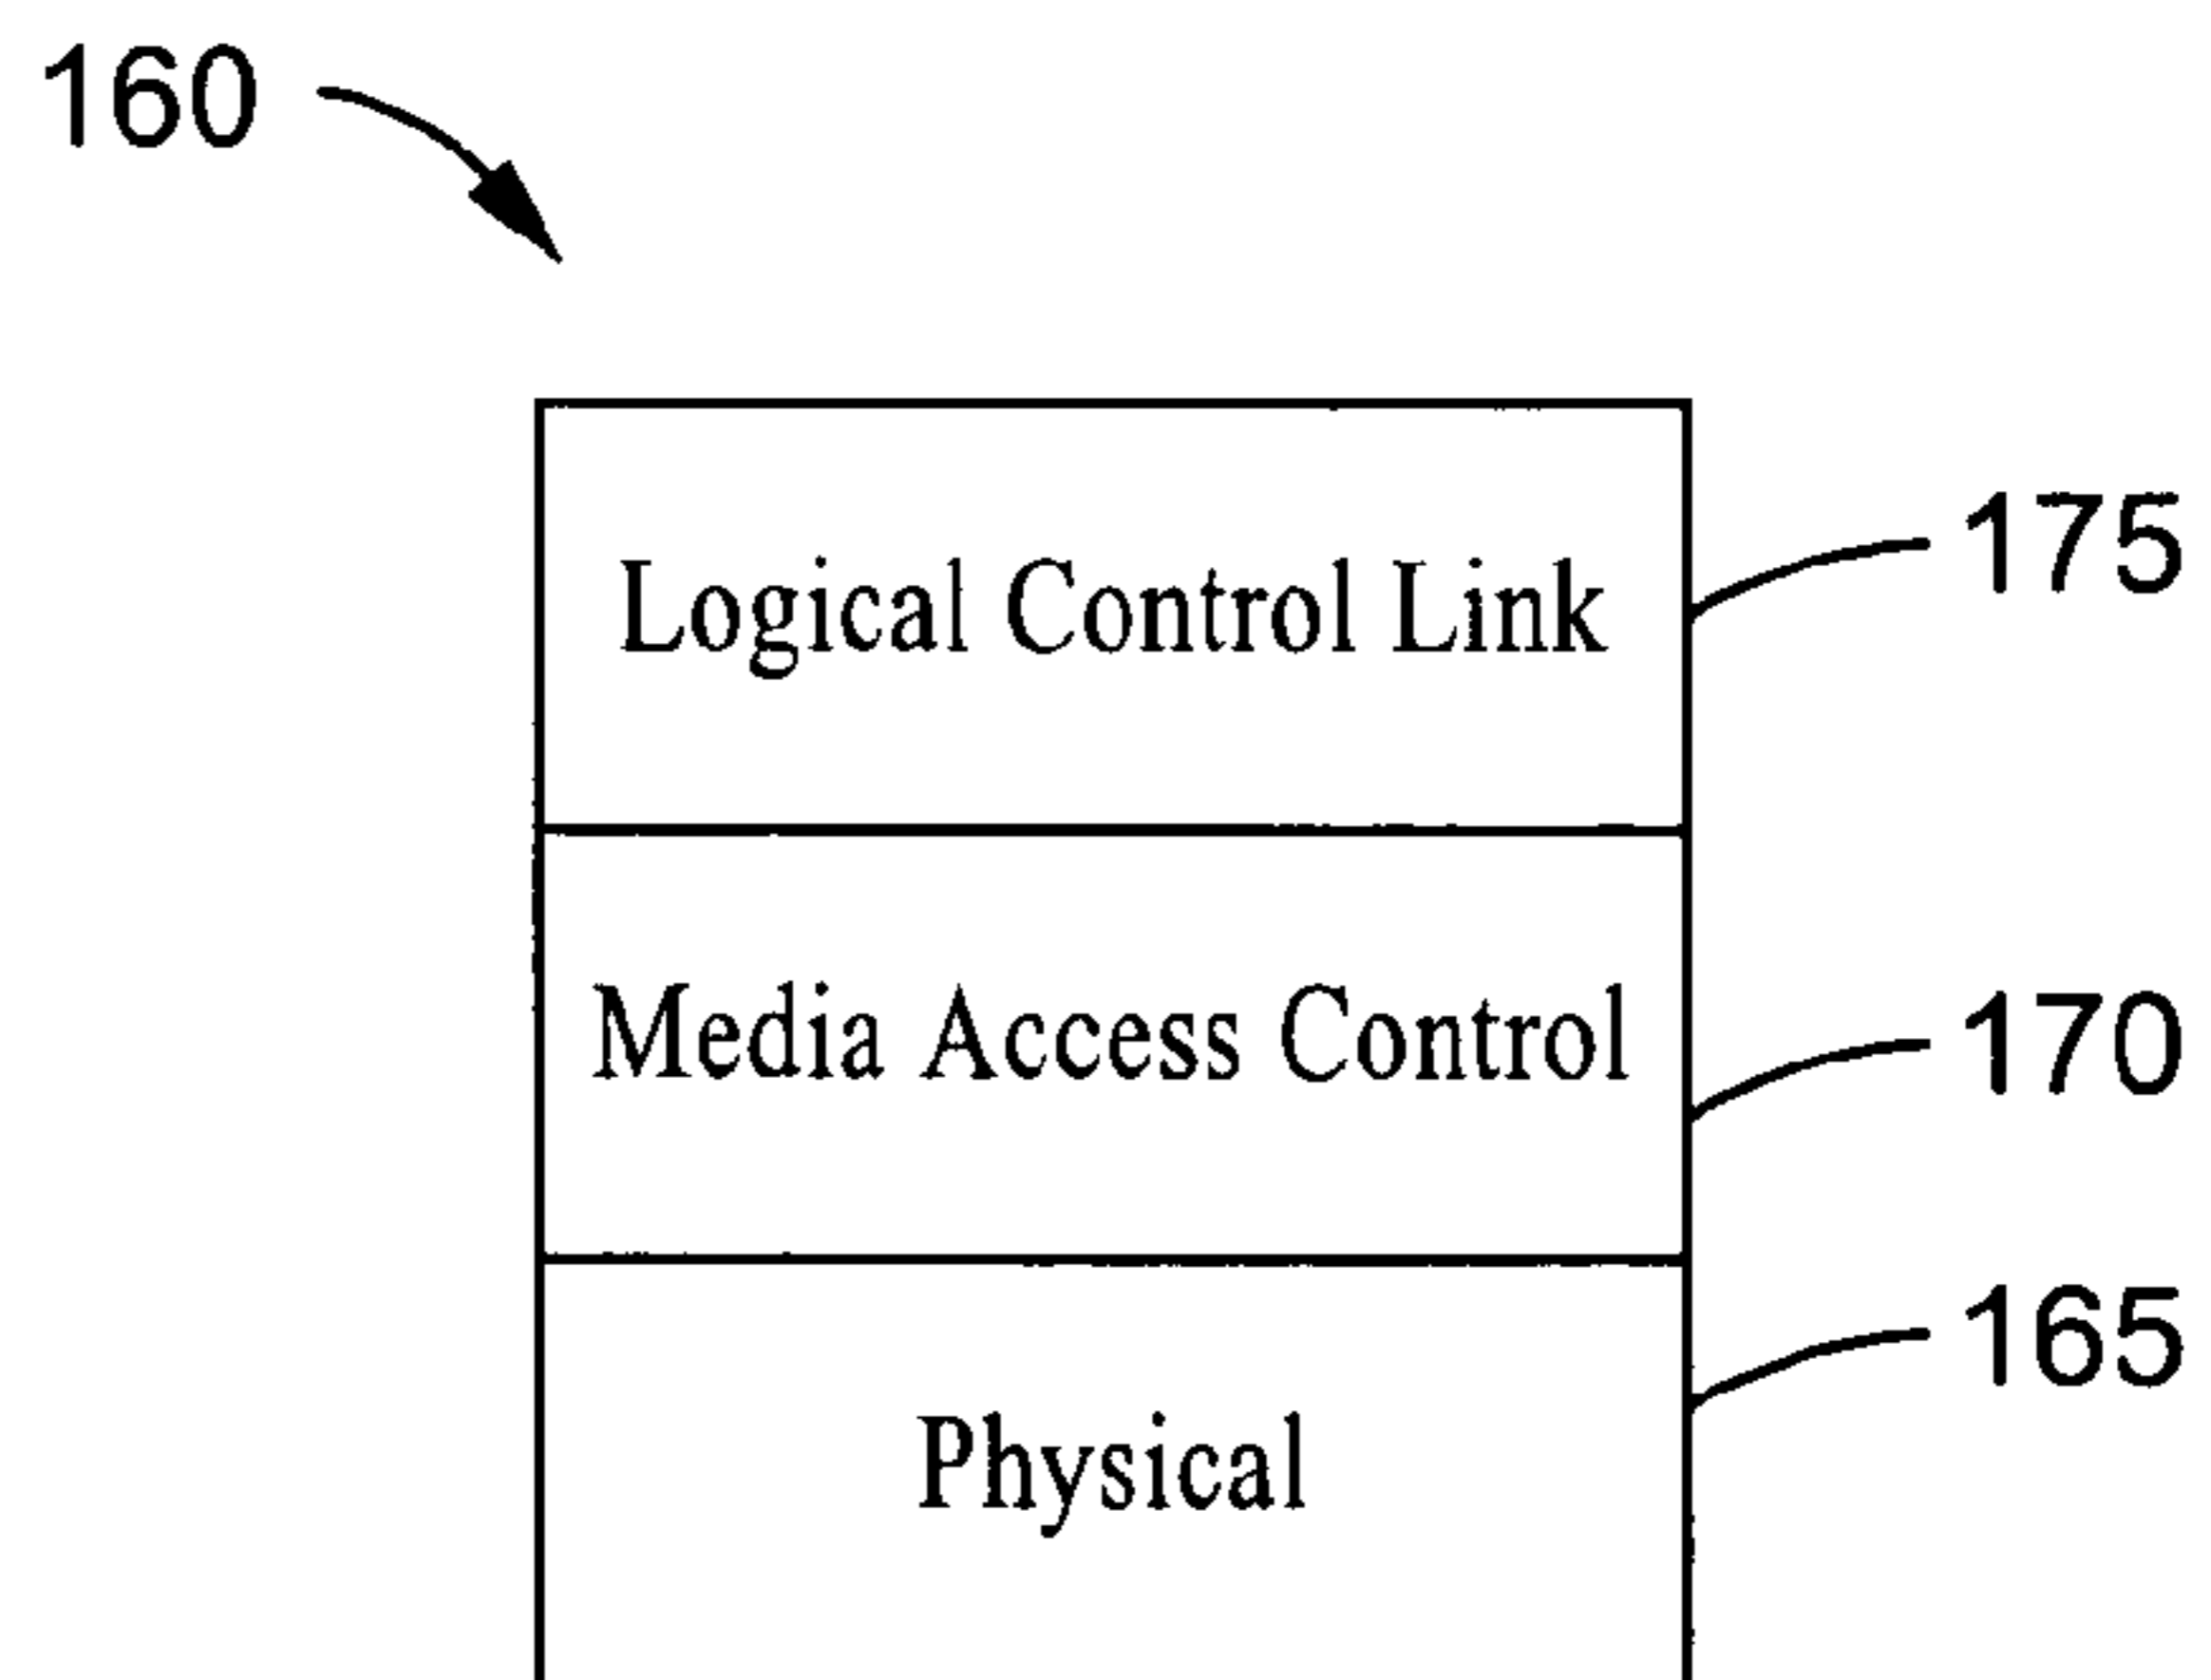 160
Logical Control Link
175
Media Access Control
170
165
Physical